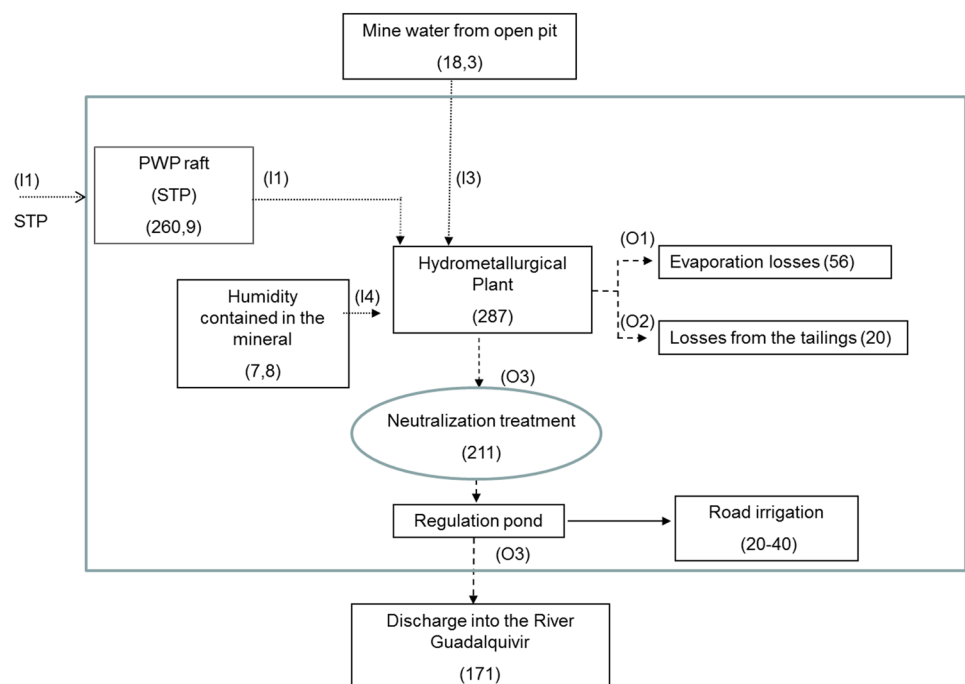 Mine water from open pit
(18,3)
(I1)
STP
PWP raft
(STP)
(260,9)
(I1)
(I3)
Hydrometallurgical
Plant
(287)
(O1)
Evaporation losses (56)
(O2)
Losses from the tailings (20)
Humidity
contained in the
mineral
(7,8)
(I4)
(O3)
Neutralization treatment
(211)
Regulation pond
Road irrigation
(20-40)
(O3)
Discharge into the River
Guadalquivir
(171)